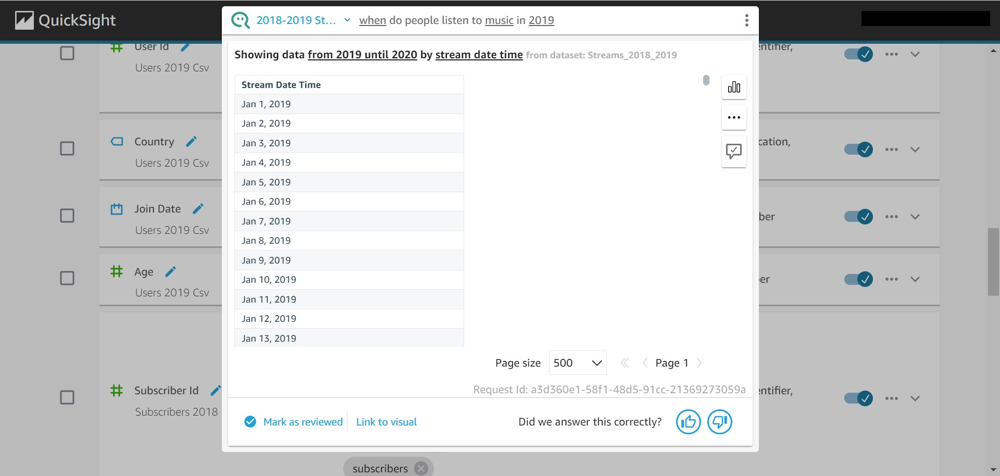 QuickSight
2018-2019 St...
when do people listen to music in 2019
Showing data from 2019 until 2020 by stream date time from dataset: Streams_2018_2019
Stream Date Time
Jan 1, 2019
Jan 2, 2019
Jan 3, 2019
Jan 4, 2019
Jan 5, 2019
Jan 6, 2019
Jan 7, 2019
Jan 8, 2019
Jan 9, 2019
Jan 10, 2019
Jan 11, 2019
Jan 12, 2019
Jan 13, 2019
Page size 500 Page 1
Request Id: a3d360e1-58f1-48d5-91cc-21369273059a
Mark as reviewed
Link to visual
Did we answer this correctly?
User Id
Users 2019 Csv
entifier,
Country
Users 2019 Csv
cation,
Join Date
Users 2019 Csv
ber
Age
Users 2019 Csv
er
Subscriber Id
Subscribers 2018
entifier,
subscribers